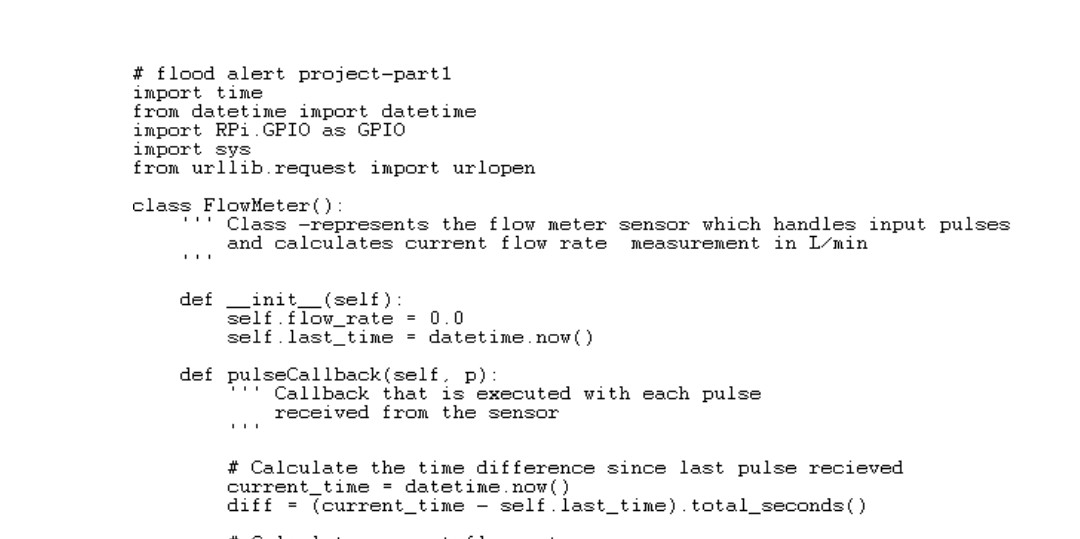 # flood alert project-part1
import time
from datetime import datetime
import RPi.GPIO as GPIO
import sys
from urllib.request import urlopen

class FlowMeter():
    ''' Class -represents the flow meter sensor which handles input pulses
        and calculates current flow rate  measurement in L/min
    '''

    def __init__(self):
        self.flow_rate = 0.0
        self.last_time = datetime.now()

    def pulseCallback(self, p):
        ''' Callback that is executed with each pulse
            received from the sensor
        '''

        # Calculate the time difference since last pulse recieved
        current_time = datetime.now()
        diff = (current_time - self.last_time).total_seconds()